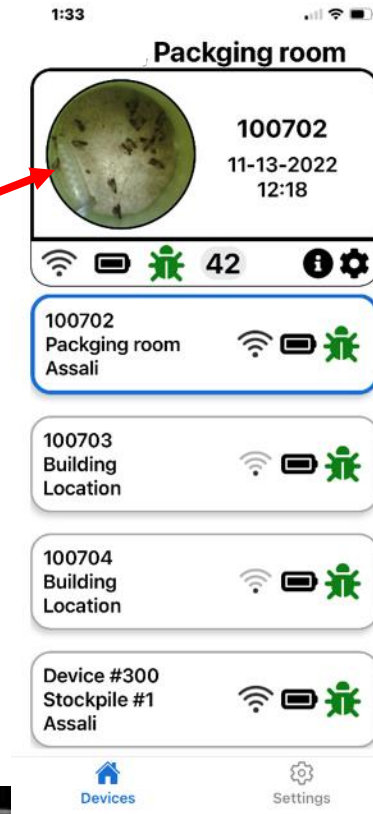 1:33
Packging room
100702
11-13-2022
12:18
42
100702
Packging room
Assali
100703
Building
Location
100704
Building
Location
Device #300
Stockpile #1
Assali
Devices
Settings